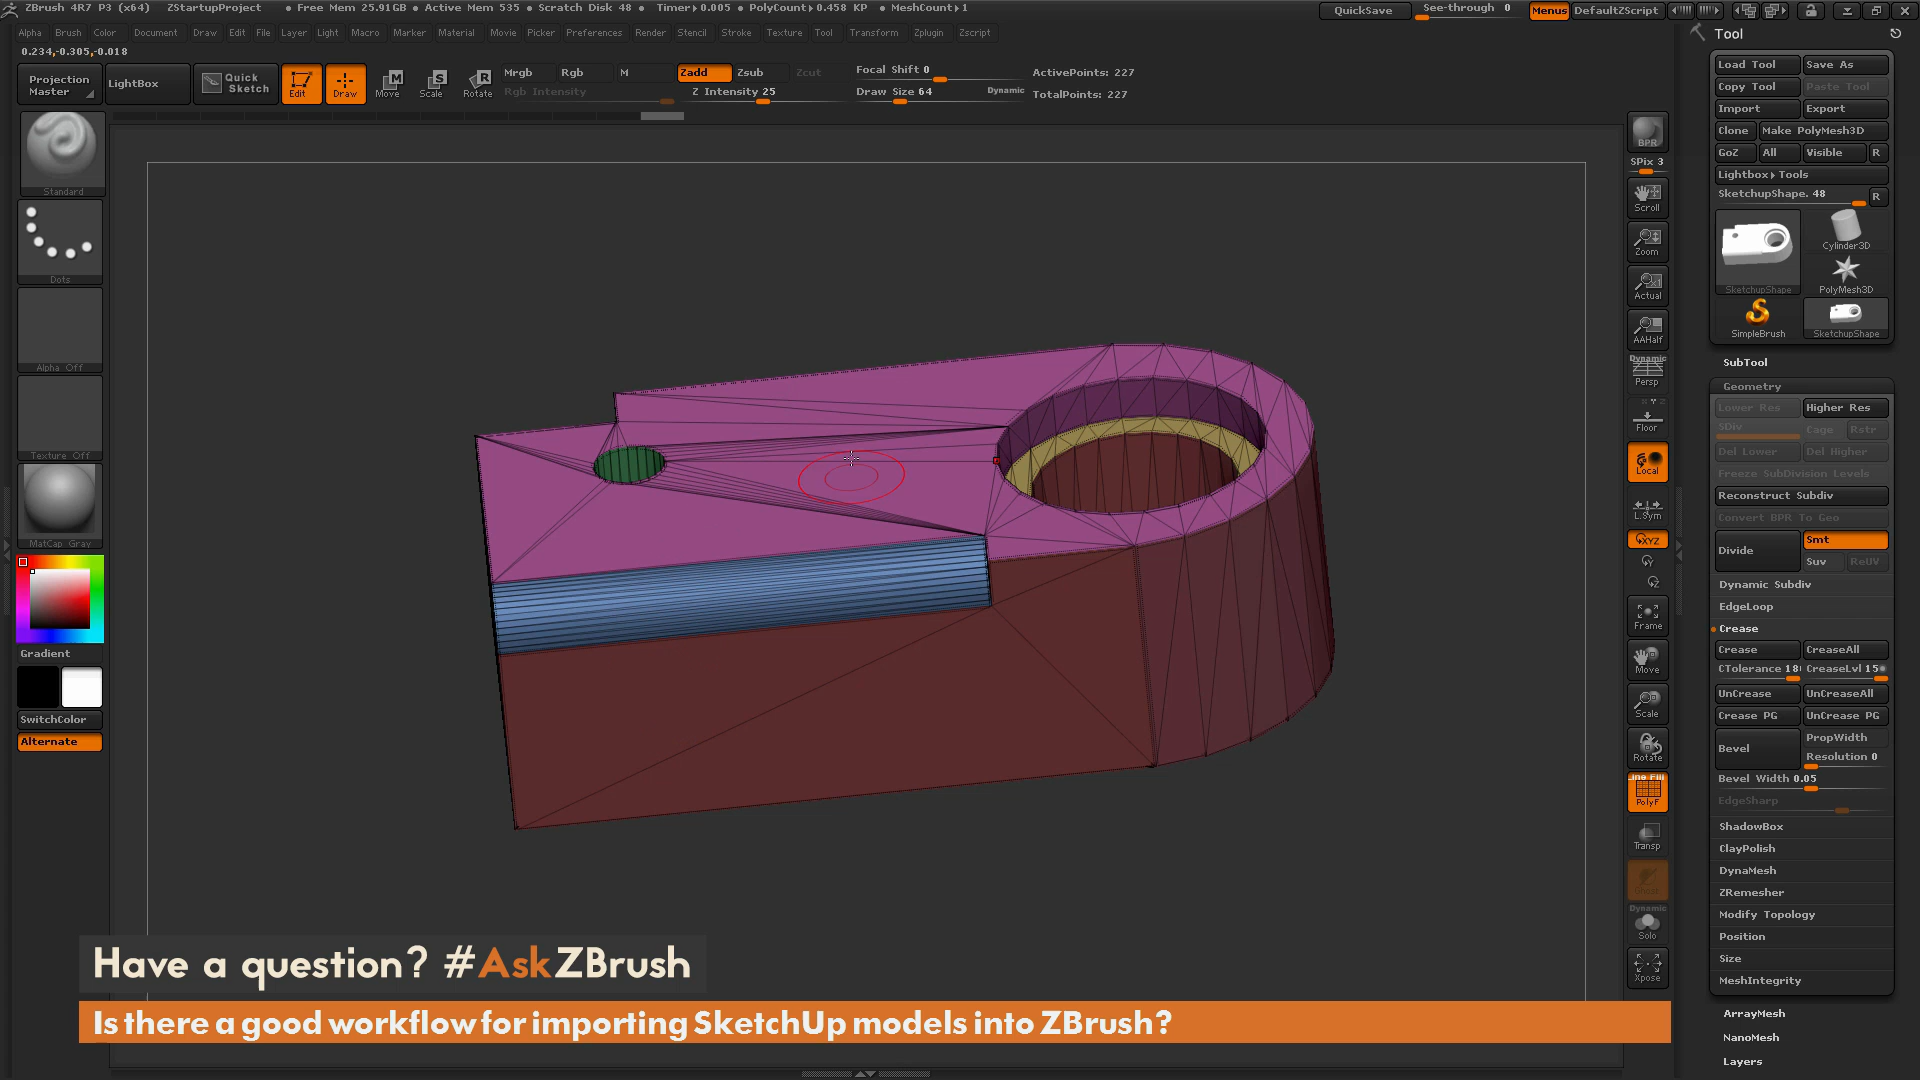 ZBrush 4R7 P3 (x64) ZStartupProject • Free Mem 25.91GB • Active Mem 535 • Scratch Disk 48 • Timer▸0.005 • PolyCount▸0.458 KP • MeshCount▸1 QuickSave See-through 0 Menus DefaultZScript
Alpha Brush Color Document Draw Edit File Layer Light Macro Marker Material Movie Picker Preferences Render Stencil Stroke Texture Tool Transform Zplugin Zscript
0.234,-0.305,-0.018
Projection Master
LightBox
Quick Sketch
Edit
Draw
Move
Scale
Rotate
Mrgb Rgb M
Rgb Intensity
Zadd Zsub Zcut
Z Intensity 25
Focal Shift 0
Draw Size 64 Dynamic
ActivePoints: 227
TotalPoints: 227
Standard
Dots
Alpha Off
Texture Off
MatCap Gray
Gradient
SwitchColor
Alternate
BPR
SPix 3
Scroll
Zoom
Actual
AAHalf
Dynamic
Persp
Floor
Local
L.Sym
XYZ
Frame
Move
Scale
Rotate
Line Fill
PolyF
Transp
Ghost
Dynamic
Solo
Xpose
Tool
Load Tool Save As
Copy Tool Paste Tool
Import Export
Clone Make PolyMesh3D
GoZ All Visible R
Lightbox▸Tools
SketchupShape. 48 R
SketchupShape
Cylinder3D
PolyMesh3D
SimpleBrush
SketchupShape
SubTool
Geometry
Lower Res Higher Res
SDiv Cage Rstr
Del Lower Del Higher
Freeze SubDivision Levels
Reconstruct Subdiv
Convert BPR To Geo
Divide Smt
Suv ReUV
Dynamic Subdiv
EdgeLoop
Crease
Crease CreaseAll
CTolerance 18 CreaseLvl 15
UnCrease UnCreaseAll
Crease PG UnCrease PG
Bevel PropWidth
Resolution 0
Bevel Width 0.05
EdgeSharp
ShadowBox
ClayPolish
DynaMesh
ZRemesher
Modify Topology
Position
Size
MeshIntegrity
ArrayMesh
NanoMesh
Layers
Have a question? #AskZBrush
Is there a good workflow for importing SketchUp models into ZBrush?